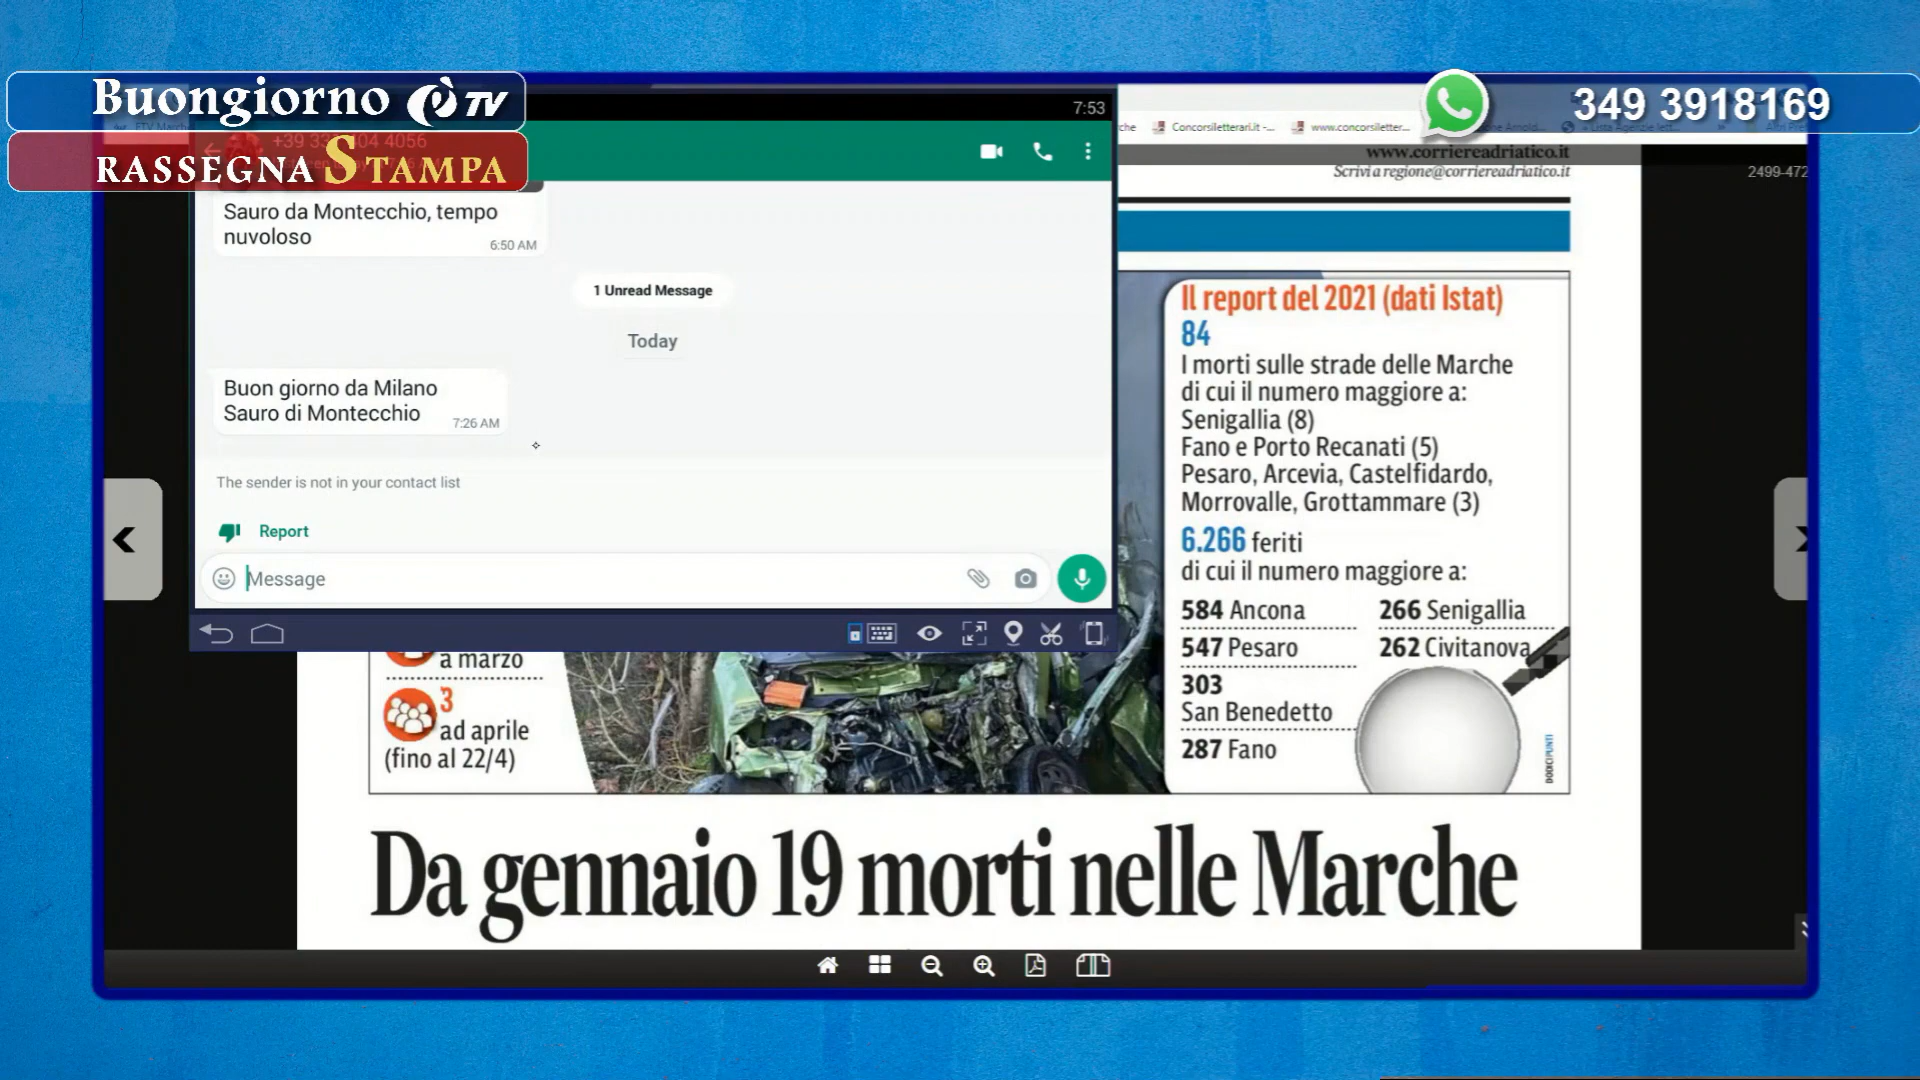 Buongiorno è TV
RASSEGNA STAMPA
349 3918169
7:53
Concorsiletterari.it -...
www.concorsiletter...
www.corriereadriatico.it
Scrivi a regione@corriereadriatico.it
2499-472
Sauro da Montecchio, tempo
nuvoloso
6:50 AM
1 Unread Message
Today
Buon giorno da Milano
Sauro di Montecchio
7:26 AM
The sender is not in your contact list
Report
Message
Il report del 2021 (dati Istat)
84
I morti sulle strade delle Marche
di cui il numero maggiore a:
Senigallia (8)
Fano e Porto Recanati (5)
Pesaro, Arcevia, Castelfidardo,
Morrovalle, Grottammare (3)
6.266 feriti
di cui il numero maggiore a:
584 Ancona
547 Pesaro
303
San Benedetto
287 Fano
266 Senigallia
262 Civitanova
DODICIPUNTI
a marzo
3
ad aprile
(fino al 22/4)
Da gennaio 19 morti nelle Marche